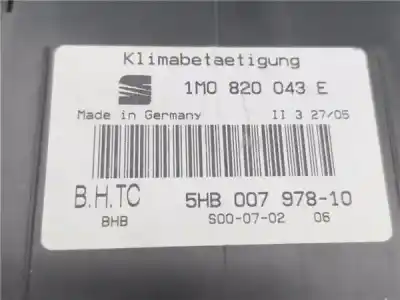 Klimabetaetigung
1M0 820 043 E
Made in Germany II 3 27/05
B.H.TC 5HB 007 978-10
BHB S00-07-02 06